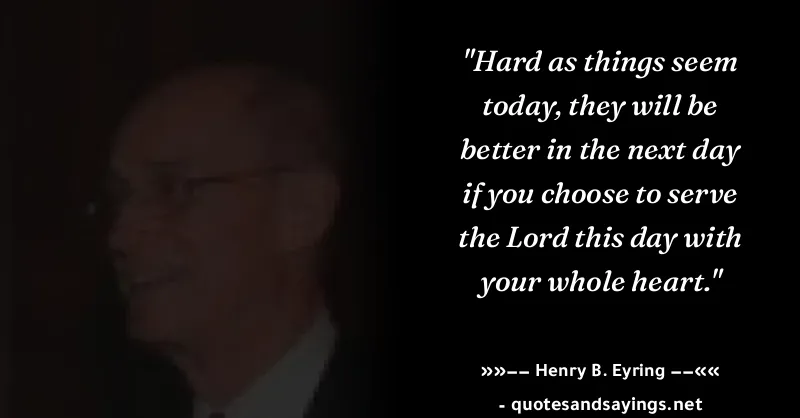 "Hard as things seem
today, they will be
better in the next day
if you choose to serve
the Lord this day with
your whole heart."
»»–– Henry B. Eyring ––««
- quotesandsayings.net